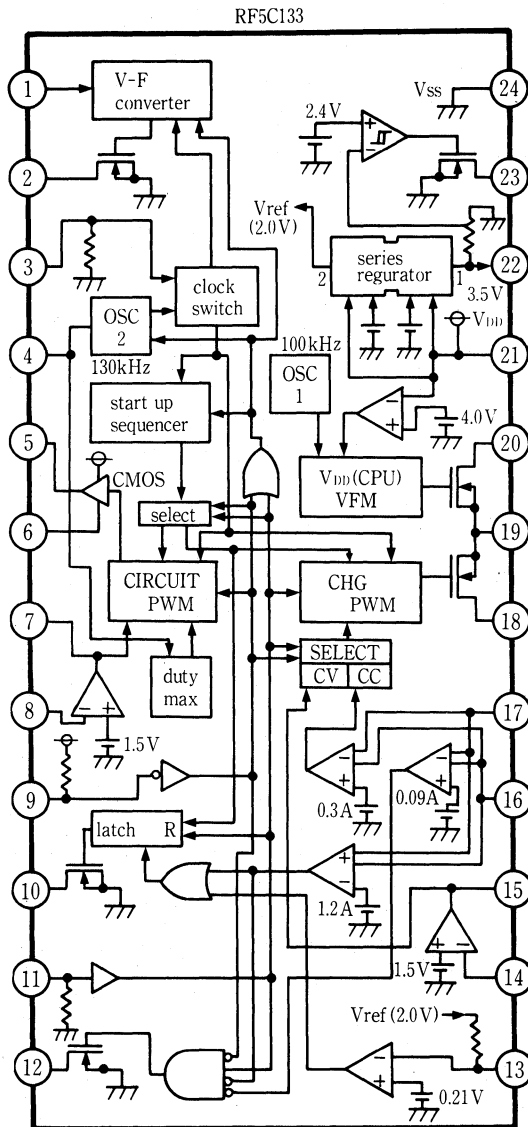 RF5C133
1
V-F
converter
2
3
clock
switch
OSC
2
4
130kHz
start up
sequencer
5
CMOS
6
select
CIRCUIT
PWM
7
duty
max
8
1.5V
9
latch R
10
11
12
Vss
24
2.4V
23
Vref
(2.0V)
2
series
regurator
1
22
3.5V
VDD
21
100kHz
OSC
1
4.0V
20
VDD(CPU)
VFM
19
CHG
PWM
18
SELECT
CV CC
17
0.3A
0.09A
16
1.2A
15
1.5V
14
Vref(2.0V)
13
0.21V